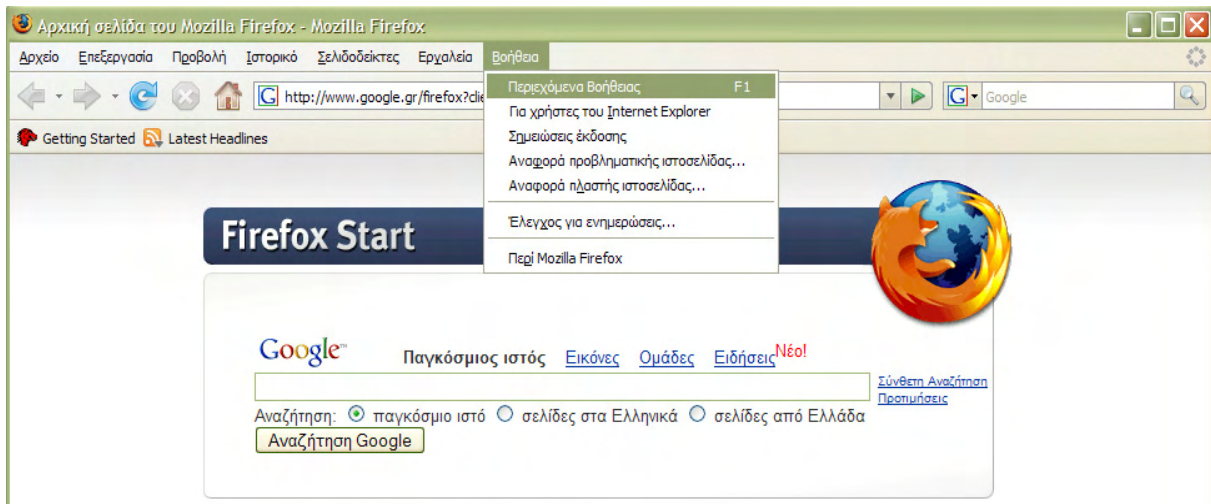 Αρχική σελίδα του Mozilla Firefox - Mozilla Firefox
Αρχείο Επεξεργασία Προβολή Ιστορικό Σελιδοδείκτες Εργαλεία Βοήθεια
http://www.google.gr/firefox?clie
Google
Getting Started Latest Headlines
Περιεχόμενα Βοήθειας F1
Για χρήστες του Internet Explorer
Σημειώσεις έκδοσης
Αναφορά προβληματικής ιστοσελίδας...
Αναφορά πλαστής ιστοσελίδας...
Έλεγχος για ενημερώσεις...
Περί Mozilla Firefox
Firefox Start
Google™ Παγκόσμιος ιστός Εικόνες Ομάδες Ειδήσεις Νέο!
Σύνθετη Αναζήτηση
Προτιμήσεις
Αναζήτηση: παγκόσμιο ιστό σελίδες στα Ελληνικά σελίδες από Ελλάδα
Αναζήτηση Google